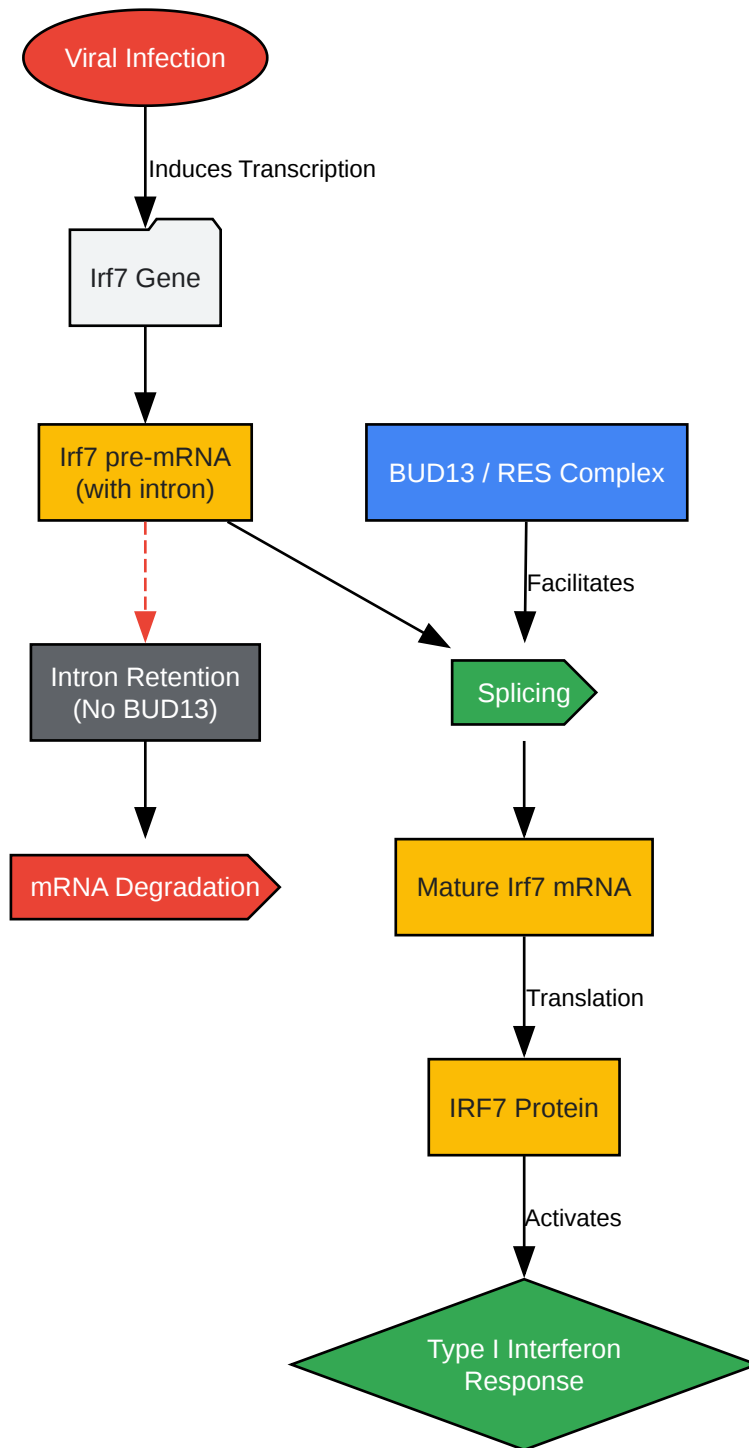 Viral Infection
Induces Transcription
Irf7 Gene
Irf7 pre-mRNA
(with intron)
BUD13 / RES Complex
Facilitates
Intron Retention
(No BUD13)
Splicing
mRNA Degradation
Mature Irf7 mRNA
Translation
IRF7 Protein
Activates
Type I Interferon
Response